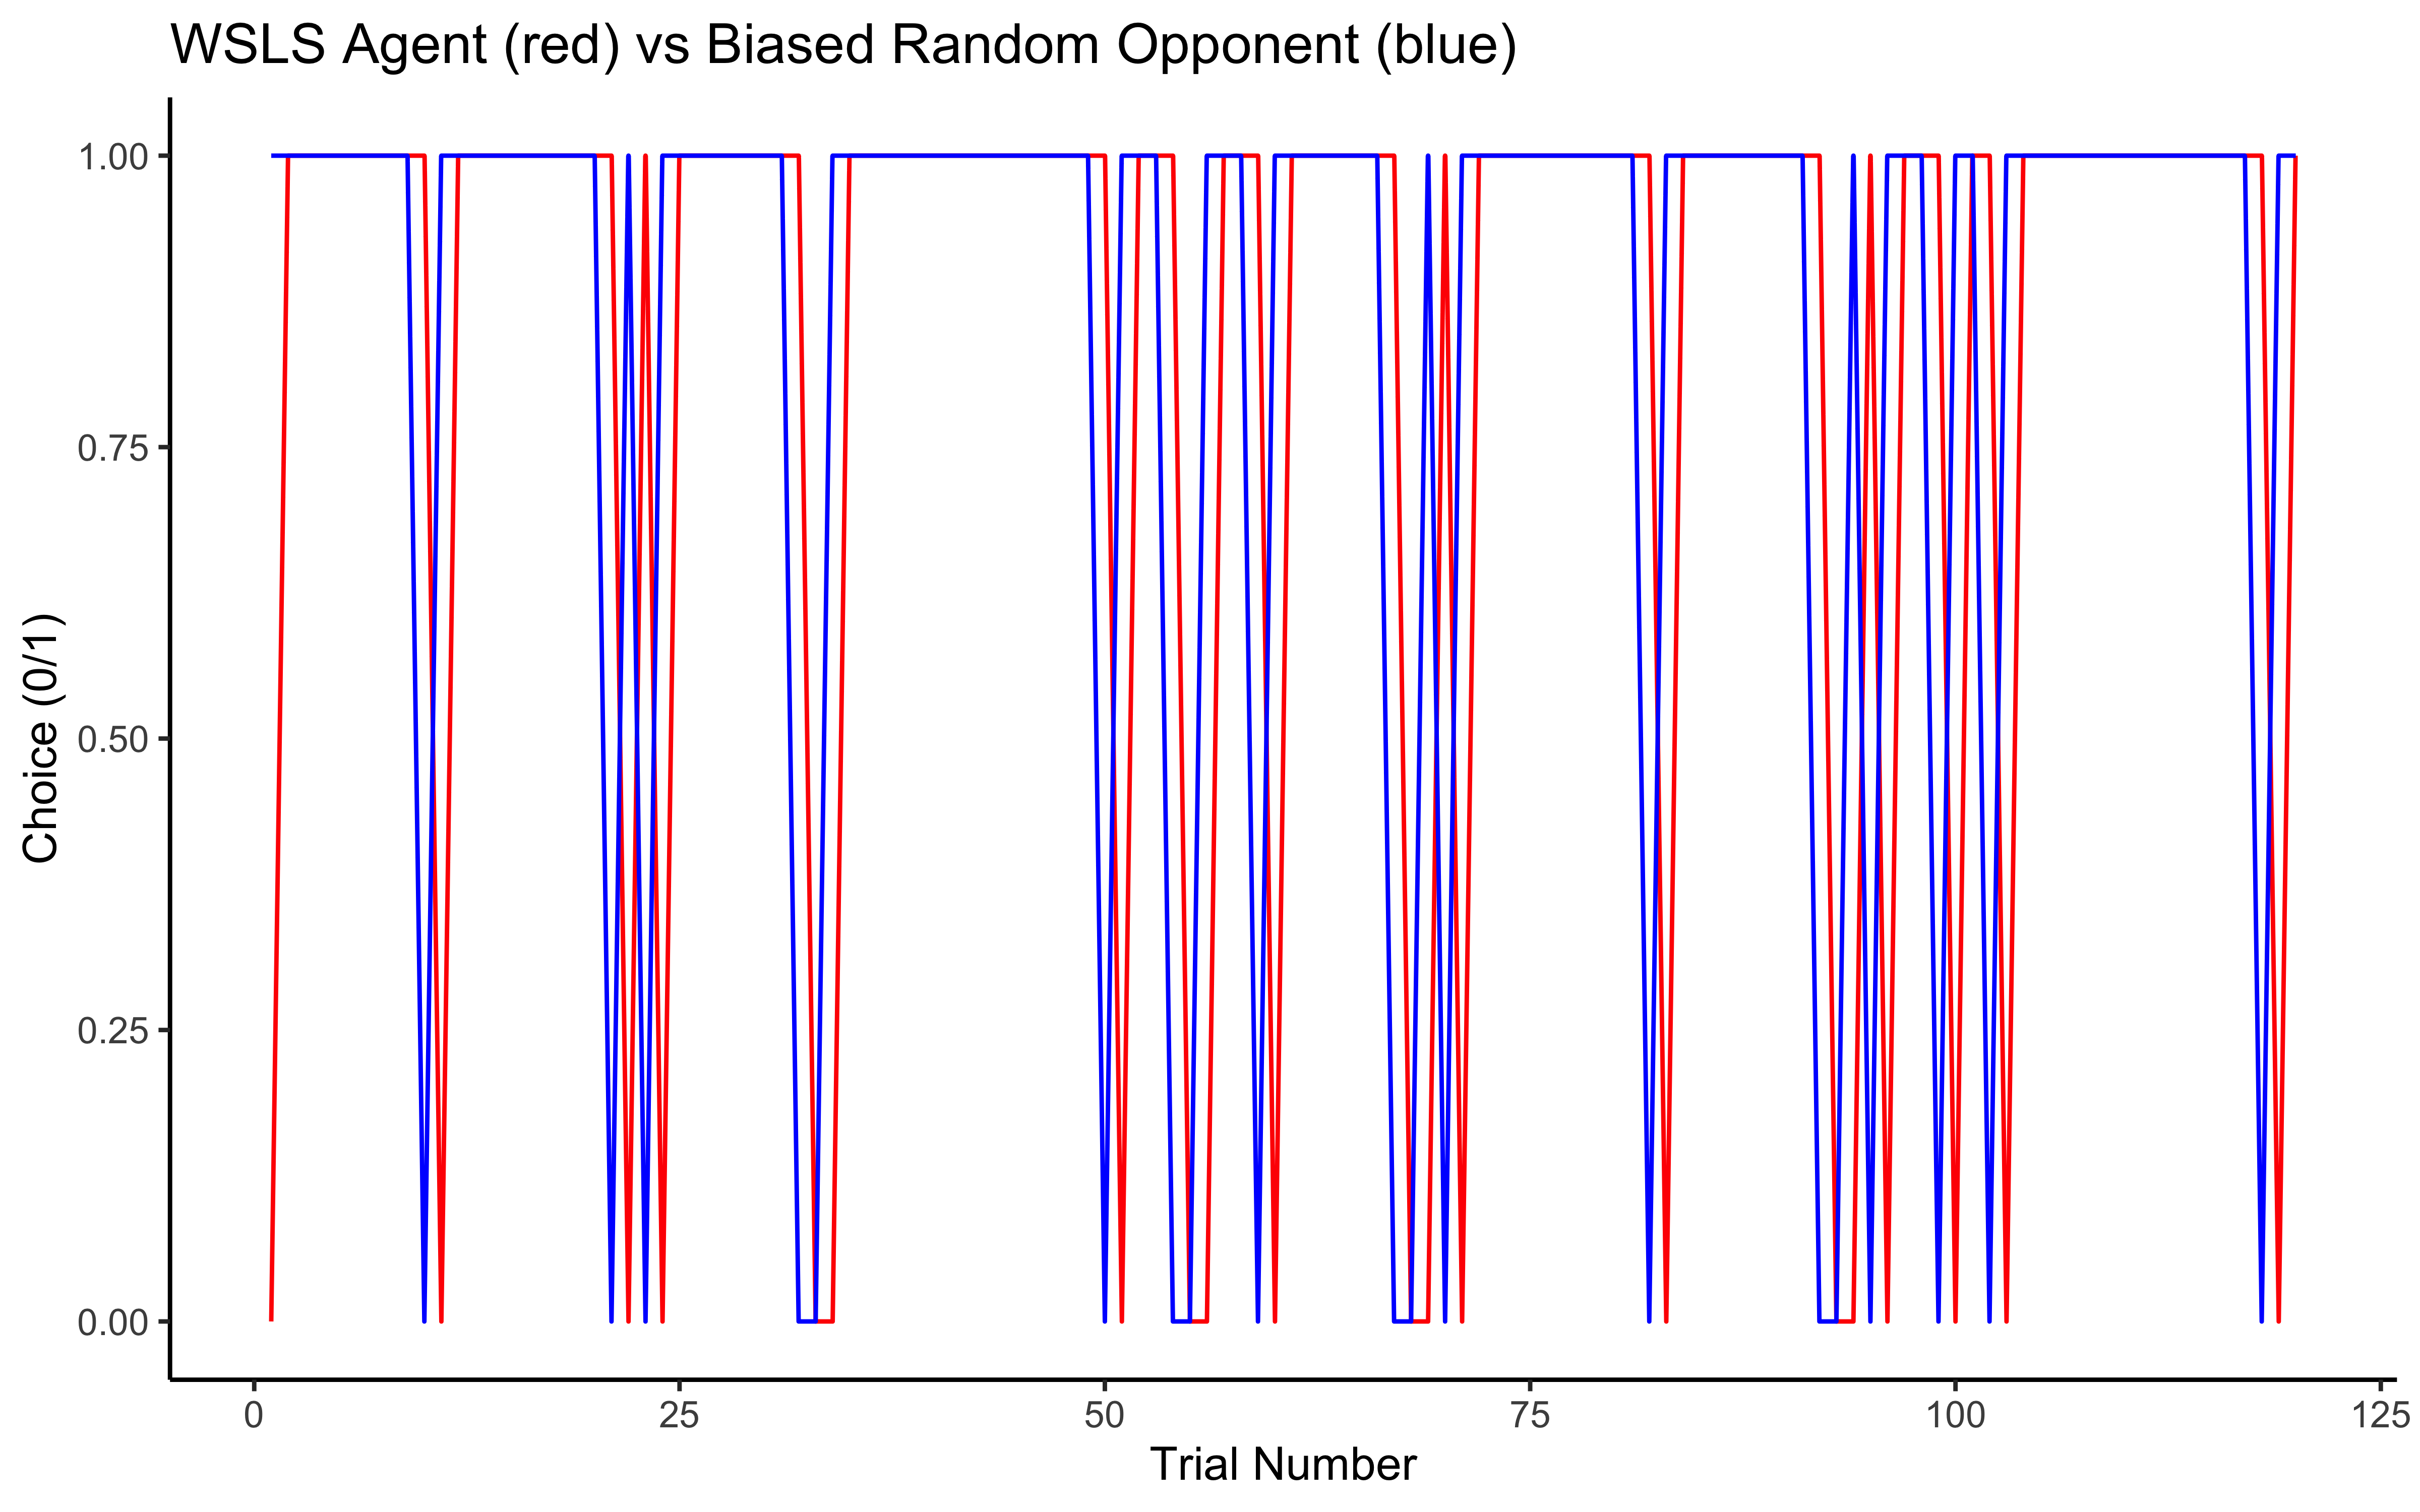 WSLS Agent (red) vs Biased Random Opponent (blue)
1.00
0.75
0.50
0.25
0.00
Choice (0/1)
0 25 50 75 100 125
Trial Number